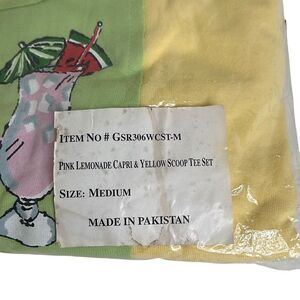 ITEM NO # GSR306WCST-M
PINK LEMONADE CAPRI & YELLOW SCOOP TEE SET
SIZE: MEDIUM
MADE IN PAKISTAN